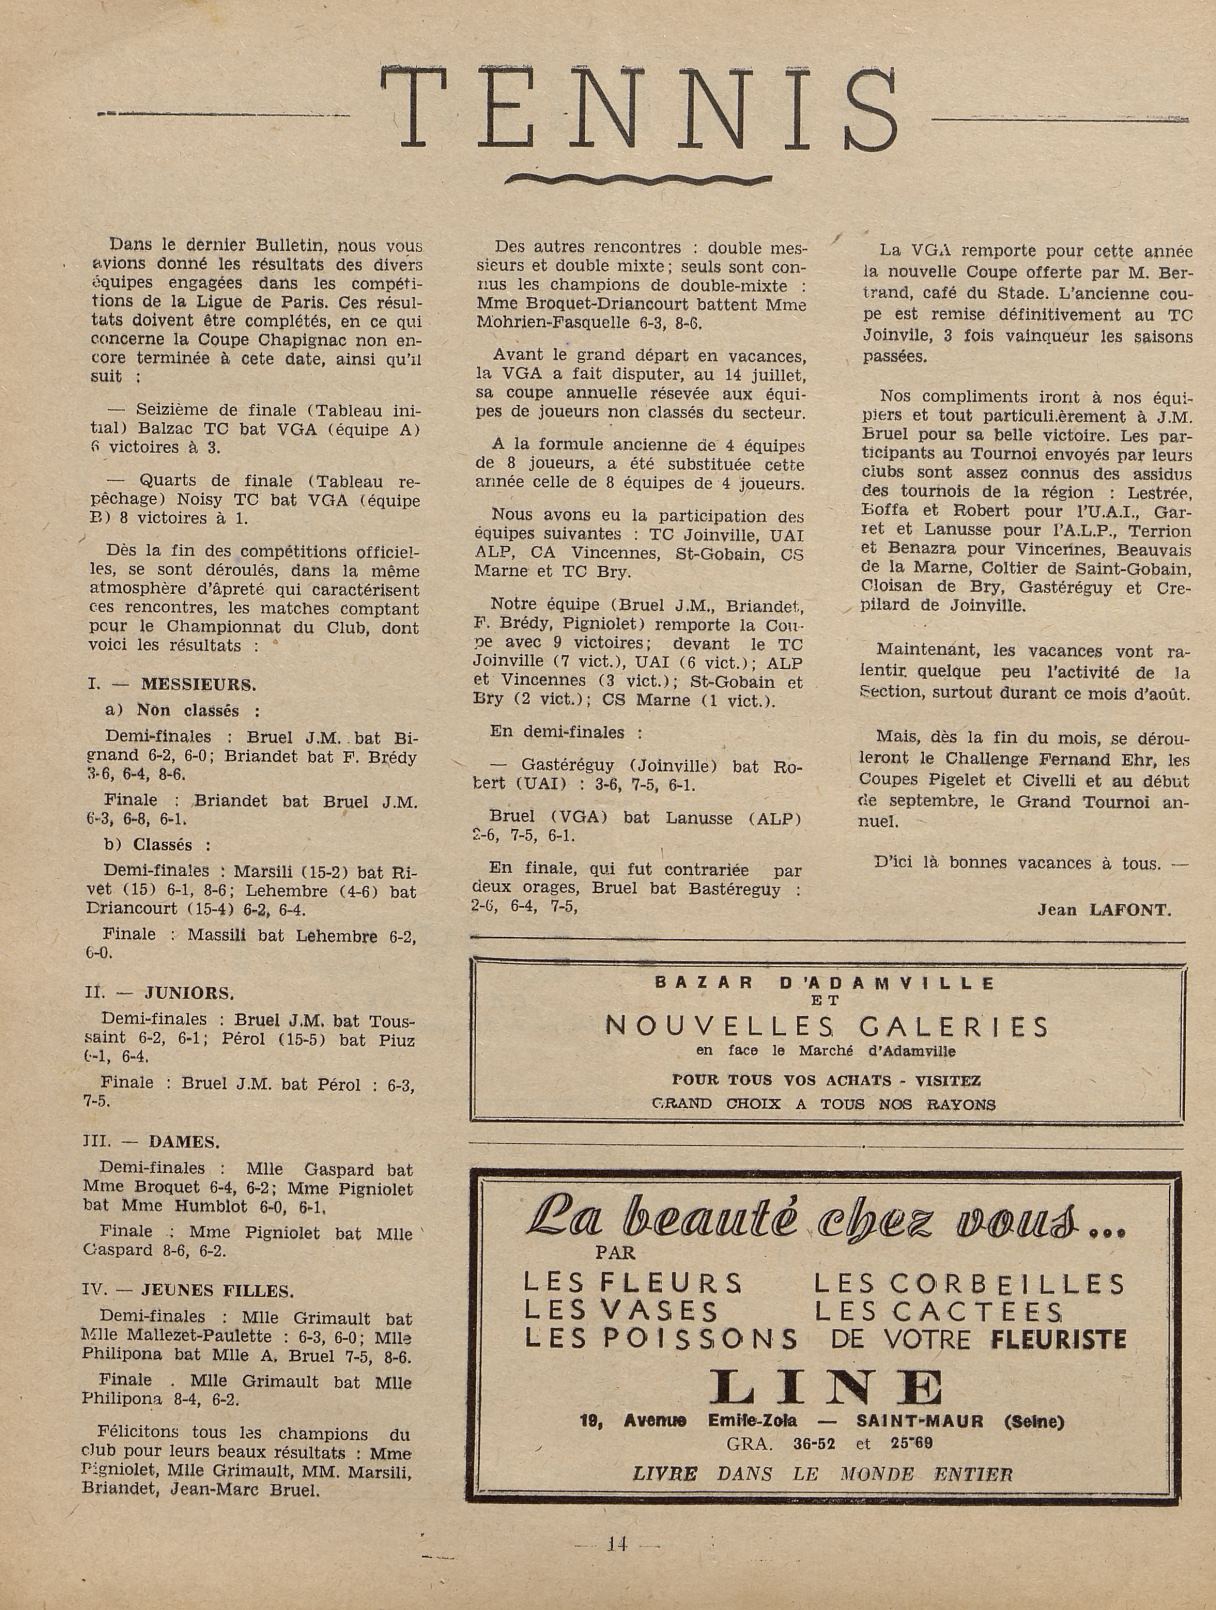 TENNIS
Dans le dernier Bulletin, nous vous
avions donné les résultats des divers
équipes engagées dans les compéti-
tions de la Ligue de Paris. Ces résul-
tats doivent être complétés, en ce qui
concerne la Coupe Chapignac non en-
core terminée à cete date, ainsi qu'il
suit :
— Seizième de finale (Tableau ini-
tial) Balzac TC bat VGA (équipe A)
6 victoires à 3.
— Quarts de finale (Tableau re-
pêchage) Noisy TC bat VGA (équipe
B) 8 victoires à 1.
Dès la fin des compétitions officiel-
les, se sont déroulés, dans la même
atmosphère d'âpreté qui caractérisent
ces rencontres, les matches comptant
pour le Championnat du Club, dont
voici les résultats :
I. — MESSIEURS.
a) Non classés :
Demi-finales : Bruel J.M. bat Bi-
gnand 6-2, 6-0; Briandet bat F. Brédy
3-6, 6-4, 8-6.
Finale : Briandet bat Bruel J.M.
6-3, 6-8, 6-1.
b) Classés :
Demi-finales : Marsili (15-2) bat Ri-
vet (15) 6-1, 8-6; Lehembre (4-6) bat
Driancourt (15-4) 6-2, 6-4.
Finale : Massili bat Lehembre 6-2,
6-0.
II. — JUNIORS.
Demi-finales : Bruel J.M. bat Tous-
saint 6-2, 6-1; Pérol (15-5) bat Piuz
6-1, 6-4.
Finale : Bruel J.M. bat Pérol : 6-3,
7-5.
III. — DAMES.
Demi-finales : Mlle Gaspard bat
Mme Broquet 6-4, 6-2; Mme Pigniolet
bat Mme Humblot 6-0, 6-1.
Finale : Mme Pigniolet bat Mlle
Gaspard 8-6, 6-2.
IV. — JEUNES FILLES.
Demi-finales : Mlle Grimault bat
Mlle Mallezet-Paulette : 6-3, 6-0; Mlle
Philipona bat Mlle A. Bruel 7-5, 8-6.
Finale . Mlle Grimault bat Mlle
Philipona 8-4, 6-2.
Félicitons tous les champions du
club pour leurs beaux résultats : Mme
Pigniolet, Mlle Grimault, MM. Marsili,
Briandet, Jean-Marc Bruel.
Des autres rencontres : double mes-
sieurs et double mixte; seuls sont con-
nus les champions de double-mixte :
Mme Broquet-Driancourt battent Mme
Mohrien-Fasquelle 6-3, 8-6.
Avant le grand départ en vacances,
la VGA a fait disputer, au 14 juillet,
sa coupe annuelle résevée aux équi-
pes de joueurs non classés du secteur.
A la formule ancienne de 4 équipes
de 8 joueurs, a été substituée cette
année celle de 8 équipes de 4 joueurs.
Nous avons eu la participation des
équipes suivantes : TC Joinville, UAI
ALP, CA Vincennes, St-Gobain, CS
Marne et TC Bry.
Notre équipe (Bruel J.M., Briandet,
F. Brédy, Pigniolet) remporte la Cou-
pe avec 9 victoires; devant le TC
Joinville (7 vict.), UAI (6 vict.); ALP
et Vincennes (3 vict.); St-Gobain et
Bry (2 vict.); CS Marne (1 vict.).
En demi-finales :
— Gastéréguy (Joinville) bat Ro-
bert (UAI) : 3-6, 7-5, 6-1.
Bruel (VGA) bat Lanusse (ALP)
2-6, 7-5, 6-1.
En finale, qui fut contrariée par
deux orages, Bruel bat Bastéreguy :
2-6, 6-4, 7-5,
La VGA remporte pour cette année
la nouvelle Coupe offerte par M. Ber-
trand, café du Stade. L'ancienne cou-
pe est remise définitivement au TC
Joinvile, 3 fois vainqueur les saisons
passées.
Nos compliments iront à nos équi-
piers et tout particuli.èrement à J.M.
Bruel pour sa belle victoire. Les par-
ticipants au Tournoi envoyés par leurs
clubs sont assez connus des assidus
des tournois de la région : Lestrée,
Boffa et Robert pour l'U.A.I., Gar-
ret et Lanusse pour l'A.L.P., Terrion
et Benazra pour Vincennes, Beauvais
de la Marne, Coltier de Saint-Gobain,
Cloisan de Bry, Gastéréguy et Cre-
pilard de Joinville.
Maintenant, les vacances vont ra-
lentir quelque peu l'activité de la
Section, surtout durant ce mois d'août.
Mais, dès la fin du mois, se dérou-
leront le Challenge Fernand Ehr, les
Coupes Pigelet et Civelli et au début
de septembre, le Grand Tournoi an-
nuel.
D'ici là bonnes vacances à tous. —
Jean LAFONT.
BAZAR D'ADAMVILLE
ET
NOUVELLES GALERIES
en face le Marché d'Adamville
POUR TOUS VOS ACHATS - VISITEZ
GRAND CHOIX A TOUS NOS RAYONS
La beauté chez vous...
PAR
LES FLEURS LES CORBEILLES
LES VASES LES CACTEES
LES POISSONS DE VOTRE FLEURISTE
LINE
19, Avenue Emile-Zola — SAINT-MAUR (Seine)
GRA. 36-52 et 25-69
LIVRE DANS LE MONDE ENTIER
— 14 —